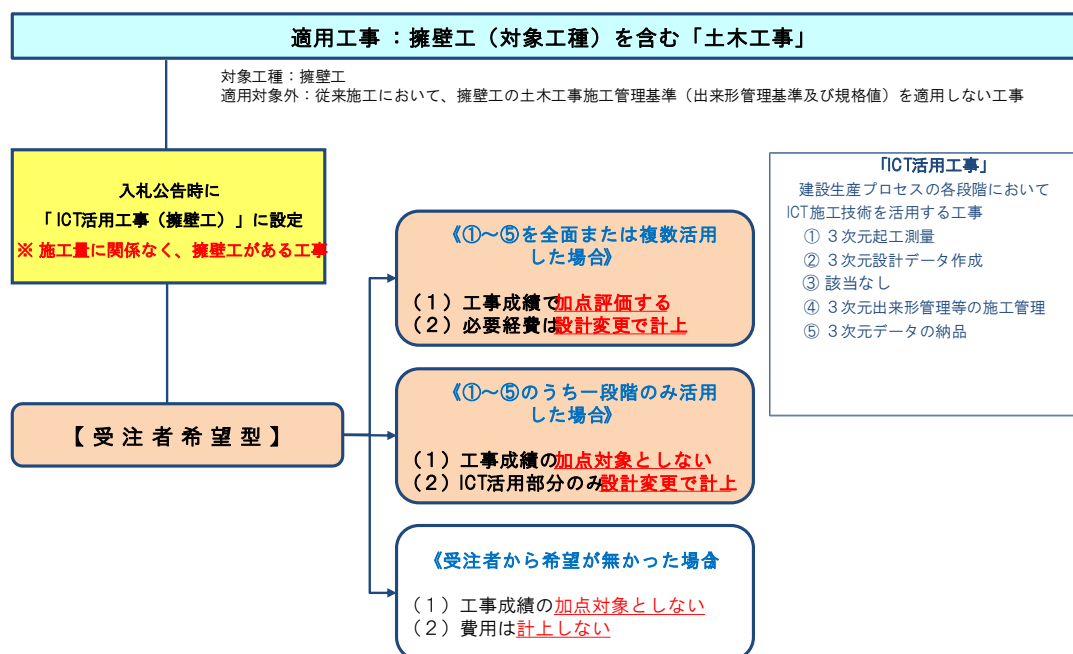 適用工事 ：擁壁工（対象工種）を含む「土木工事」
対象工種：擁壁工
適用対象外：従来施工において、擁壁工の土木工事施工管理基準（出来形管理基準及び規格値）を適用しない工事
入札公告時に
「 ICT活用工事（擁壁工）」に設定
※ 施工量に関係なく、擁壁工がある工事
【 受 注 者 希 望 型 】
《①～⑤を全面または複数活用
した場合》
（１）工事成績で加点評価する
（２）必要経費は設計変更で計上
《①～⑤のうち一段階のみ活用
した場合》
（１）工事成績の加点対象としない
（２）ICT活用部分のみ設計変更で計上
《受注者から希望が無かった場合》
（１）工事成績の加点対象としない
（２）費用は計上しない
「ICT活用工事」
建設生産プロセスの各段階において
ICT施工技術を活用する工事
① ３次元起工測量
② ３次元設計データ作成
③ 該当なし
④ ３次元出来形管理等の施工管理
⑤ ３次元データの納品